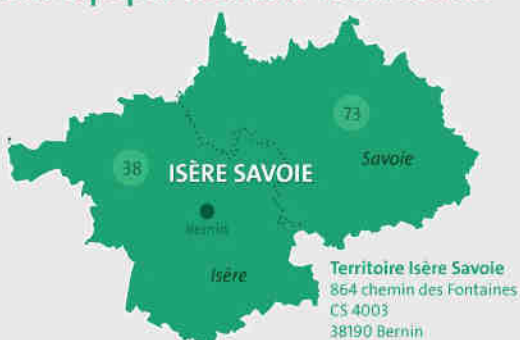 73
Savoie
38
ISÈRE SAVOIE
Bernin
Isère
Territoire Isère Savoie
864 chemin des Fontaines
CS 4003
38190 Bernin